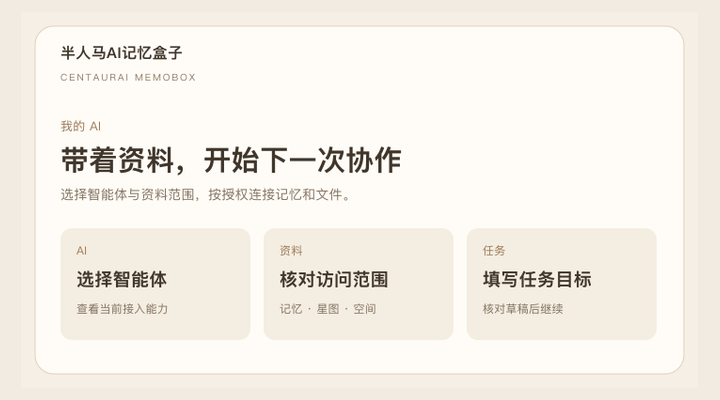 半人马AI记忆盒子
CENTAURAI MEMOBOX
我的 AI
带着资料，开始下一次协作
选择智能体与资料范围，按授权连接记忆和文件。
AI
选择智能体
查看当前接入能力
资料
核对访问范围
记忆 · 星图 · 空间
任务
填写任务目标
核对草稿后继续